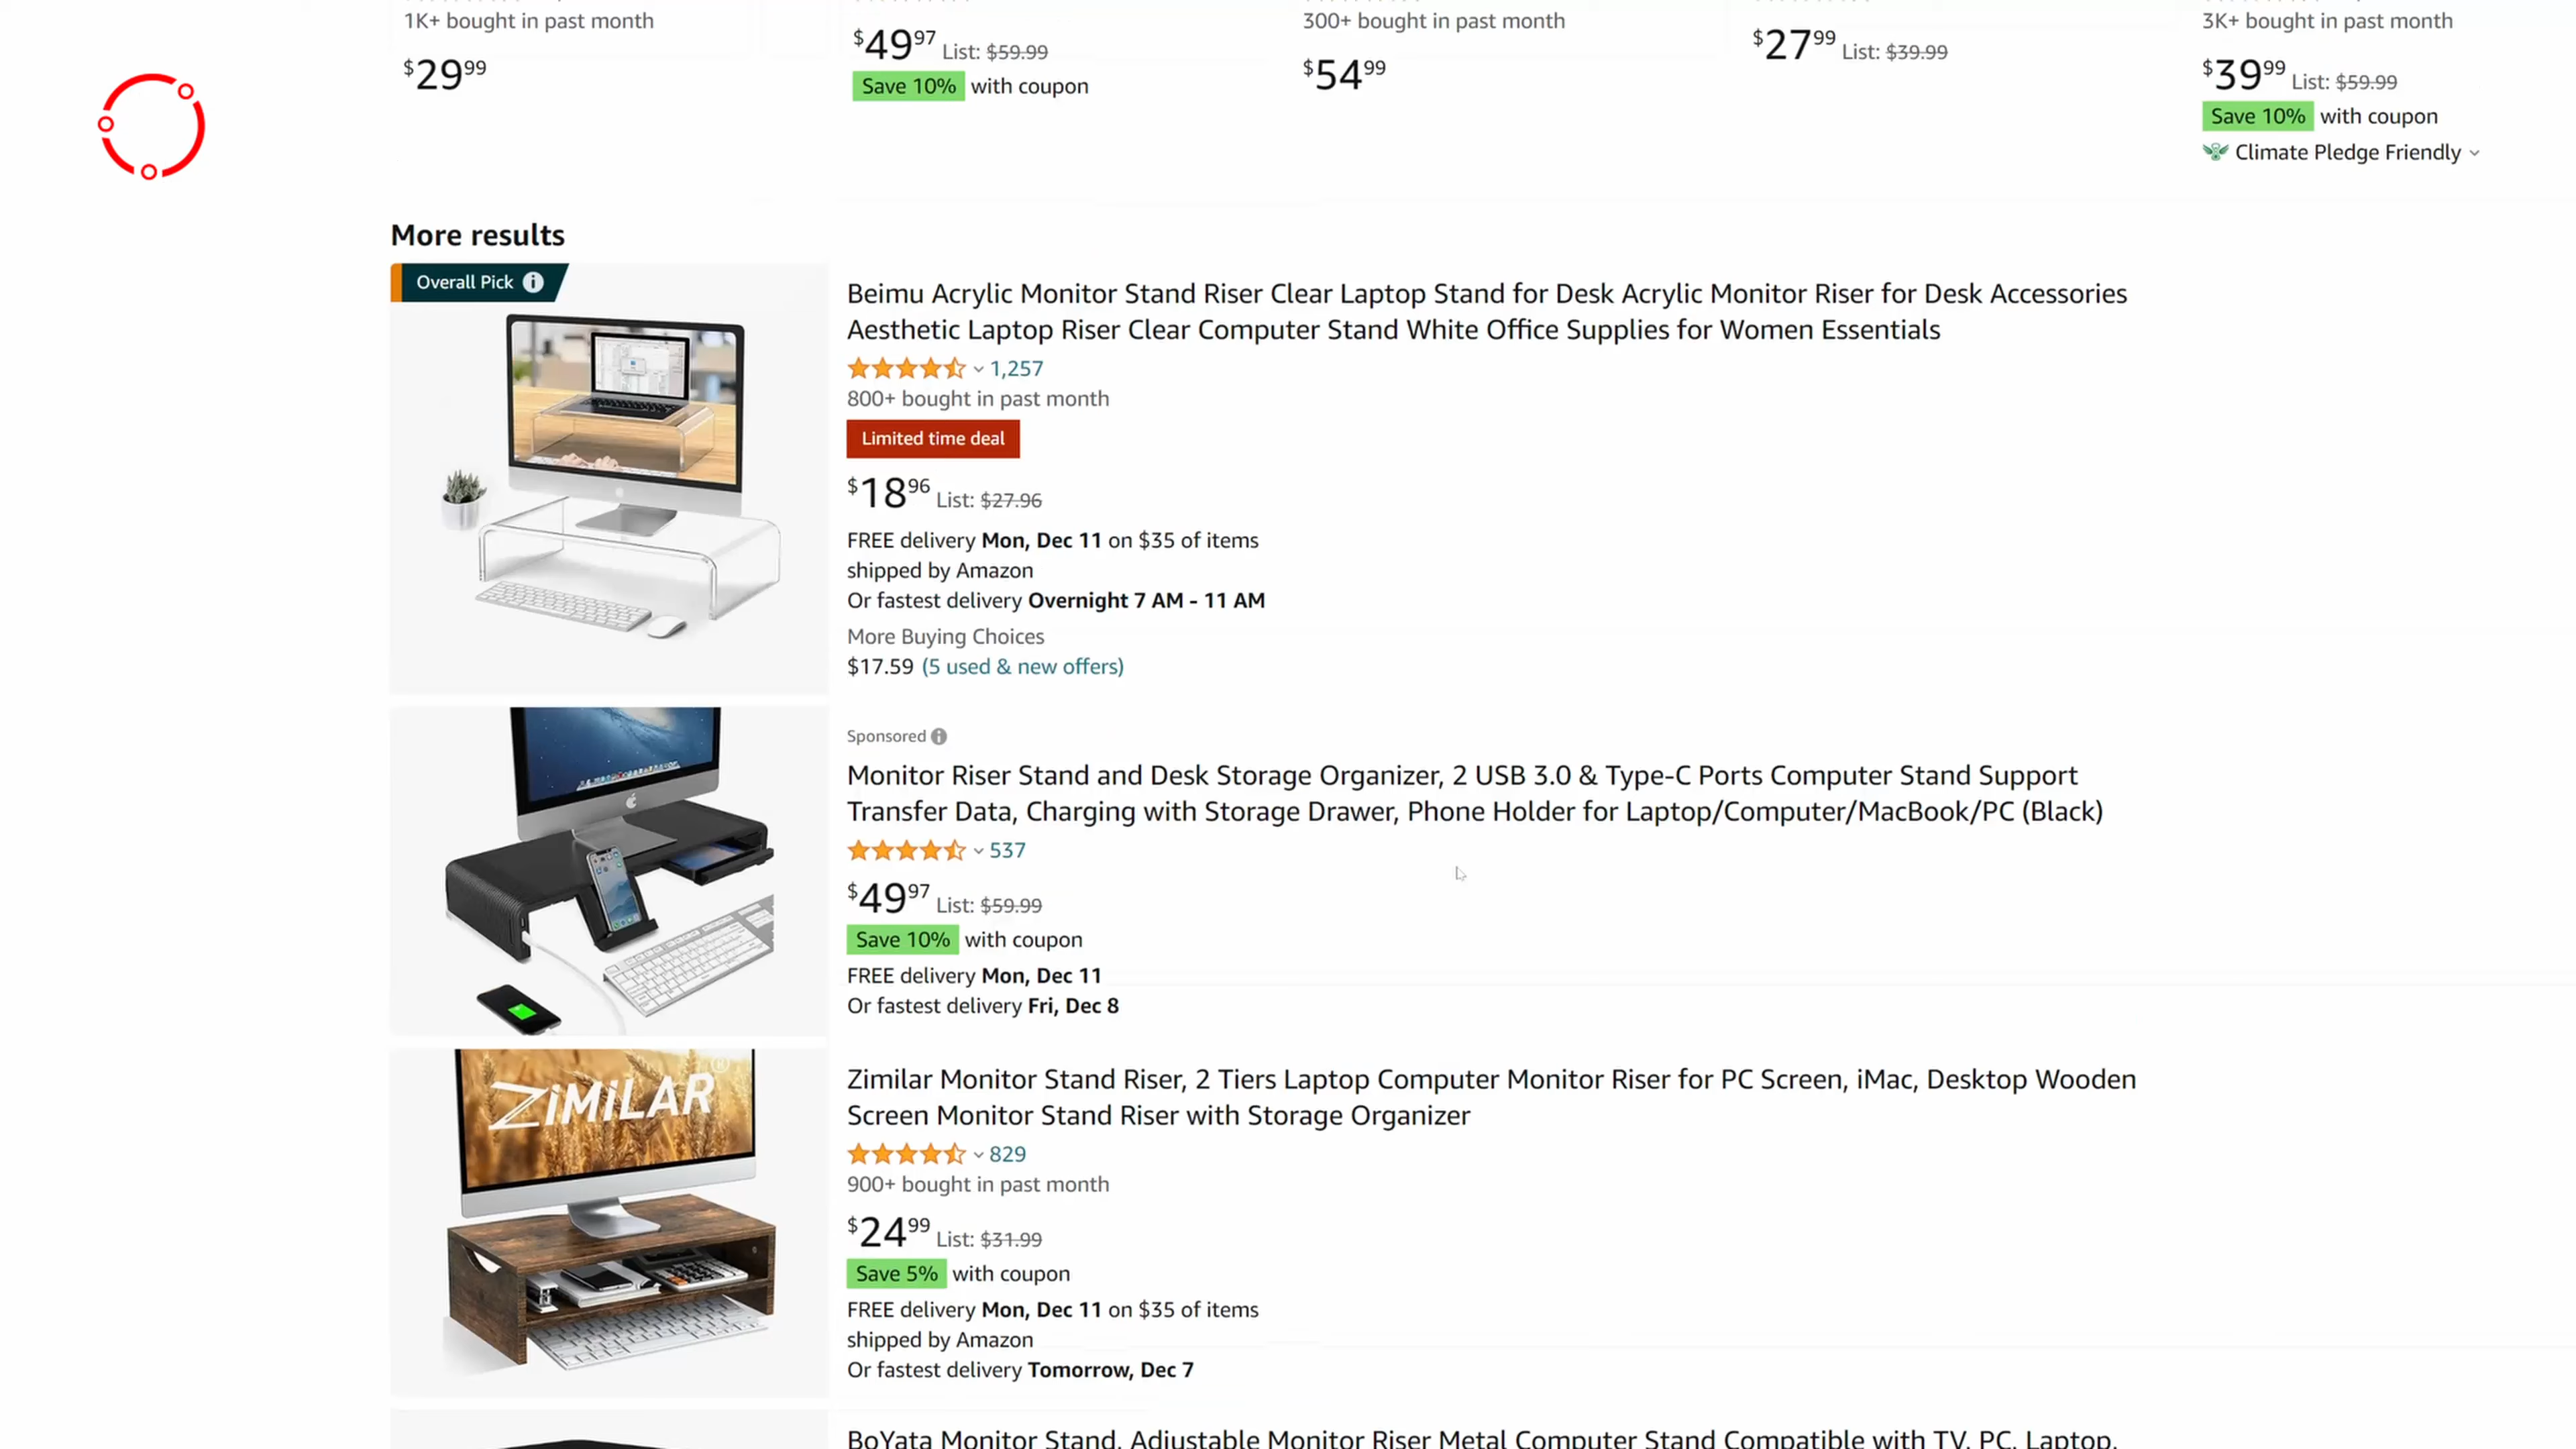 1K+ bought in past month
$29.99
$49.97 List: $59.99
Save 10% with coupon
300+ bought in past month
$54.99
$27.99 List: $39.99
3K+ bought in past month
$39.99 List: $59.99
Save 10% with coupon
Climate Pledge Friendly
More results
Overall Pick
Beimu Acrylic Monitor Stand Riser Clear Laptop Stand for Desk Acrylic Monitor Riser for Desk Accessories
Aesthetic Laptop Riser Clear Computer Stand White Office Supplies for Women Essentials
1,257
800+ bought in past month
Limited time deal
$18.96 List: $27.96
FREE delivery Mon, Dec 11 on $35 of items
shipped by Amazon
Or fastest delivery Overnight 7 AM - 11 AM
More Buying Choices
$17.59 (5 used & new offers)
Sponsored
Monitor Riser Stand and Desk Storage Organizer, 2 USB 3.0 & Type-C Ports Computer Stand Support
Transfer Data, Charging with Storage Drawer, Phone Holder for Laptop/Computer/MacBook/PC (Black)
537
$49.97 List: $59.99
Save 10% with coupon
FREE delivery Mon, Dec 11
Or fastest delivery Fri, Dec 8
ZiMiLAR®
Zimilar Monitor Stand Riser, 2 Tiers Laptop Computer Monitor Riser for PC Screen, iMac, Desktop Wooden
Screen Monitor Stand Riser with Storage Organizer
829
900+ bought in past month
$24.99 List: $31.99
Save 5% with coupon
FREE delivery Mon, Dec 11 on $35 of items
shipped by Amazon
Or fastest delivery Tomorrow, Dec 7
BoYata Monitor Stand, Adjustable Monitor Riser Metal Computer Stand Compatible with TV, PC, Laptop,